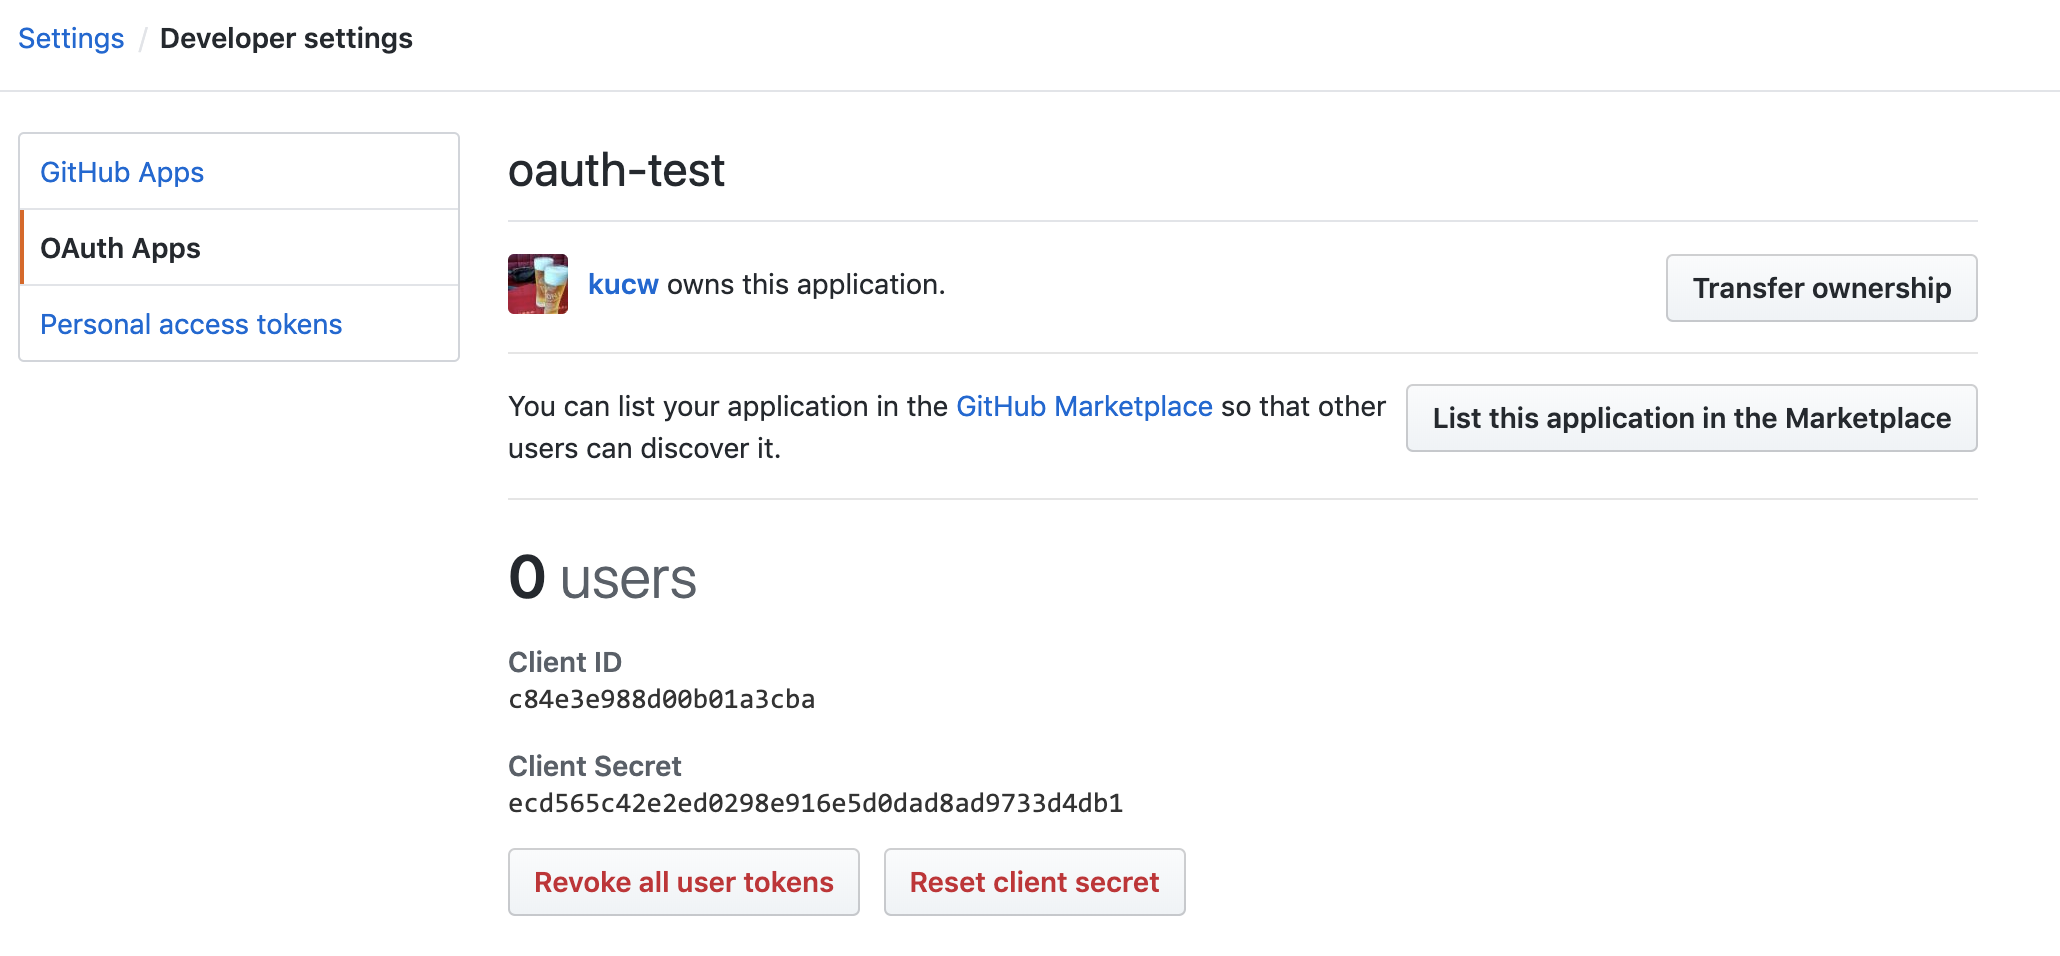 Settings / Developer settings
GitHub Apps
OAuth Apps
Personal access tokens
oauth-test
kucw owns this application.
Transfer ownership
You can list your application in the GitHub Marketplace so that other
users can discover it.
List this application in the Marketplace
0 users
Client ID
c84e3e988d00b01a3cba
Client Secret
ecd565c42e2ed0298e916e5d0dad8ad9733d4db1
Revoke all user tokens
Reset client secret